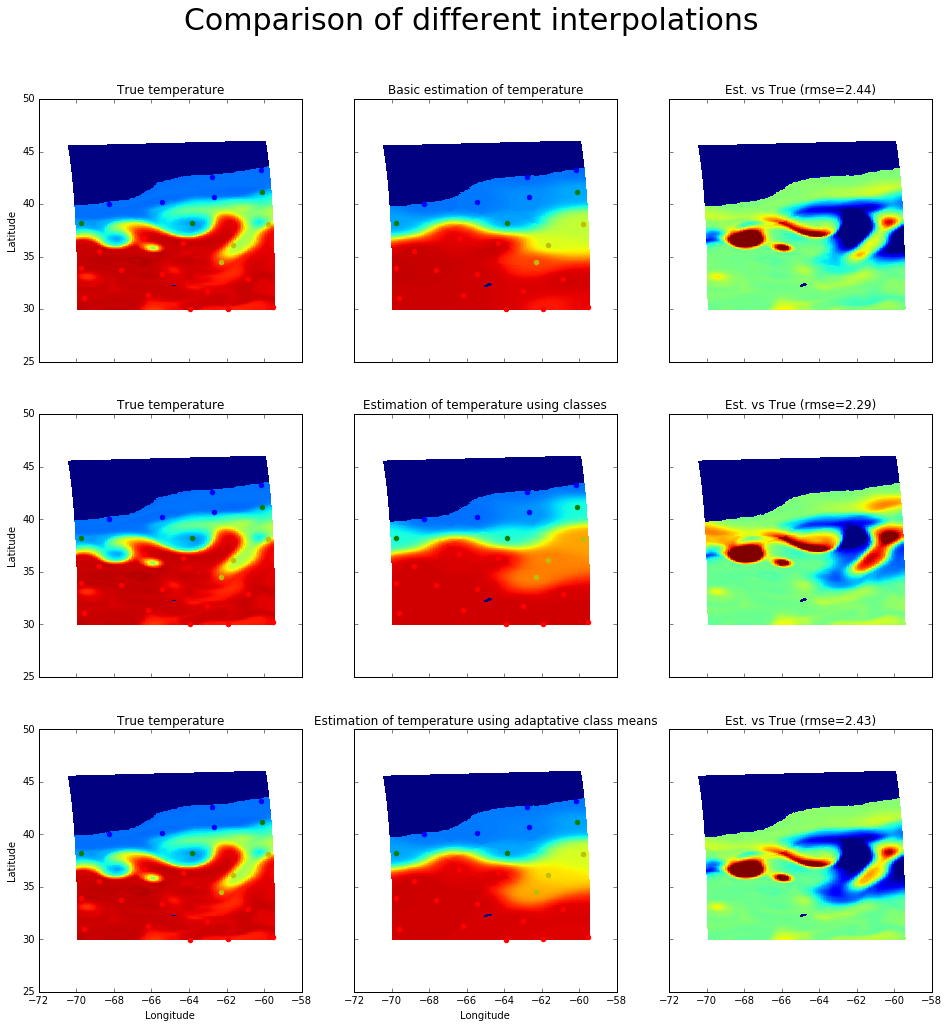 Comparison of different interpolations
True temperature
Basic estimation of temperature
Est. vs True (rmse=2.44)
50
45
40
35
30
25
Latitude
True temperature
Estimation of temperature using classes
Est. vs True (rmse=2.29)
50
45
40
35
30
25
Latitude
True temperature
Estimation of temperature using adaptative class means
Est. vs True (rmse=2.43)
50
45
40
35
30
25
Latitude
−72 −70 −68 −66 −64 −62 −60 −58
−72 −70 −68 −66 −64 −62 −60 −58
−72 −70 −68 −66 −64 −62 −60 −58
Longitude
Longitude